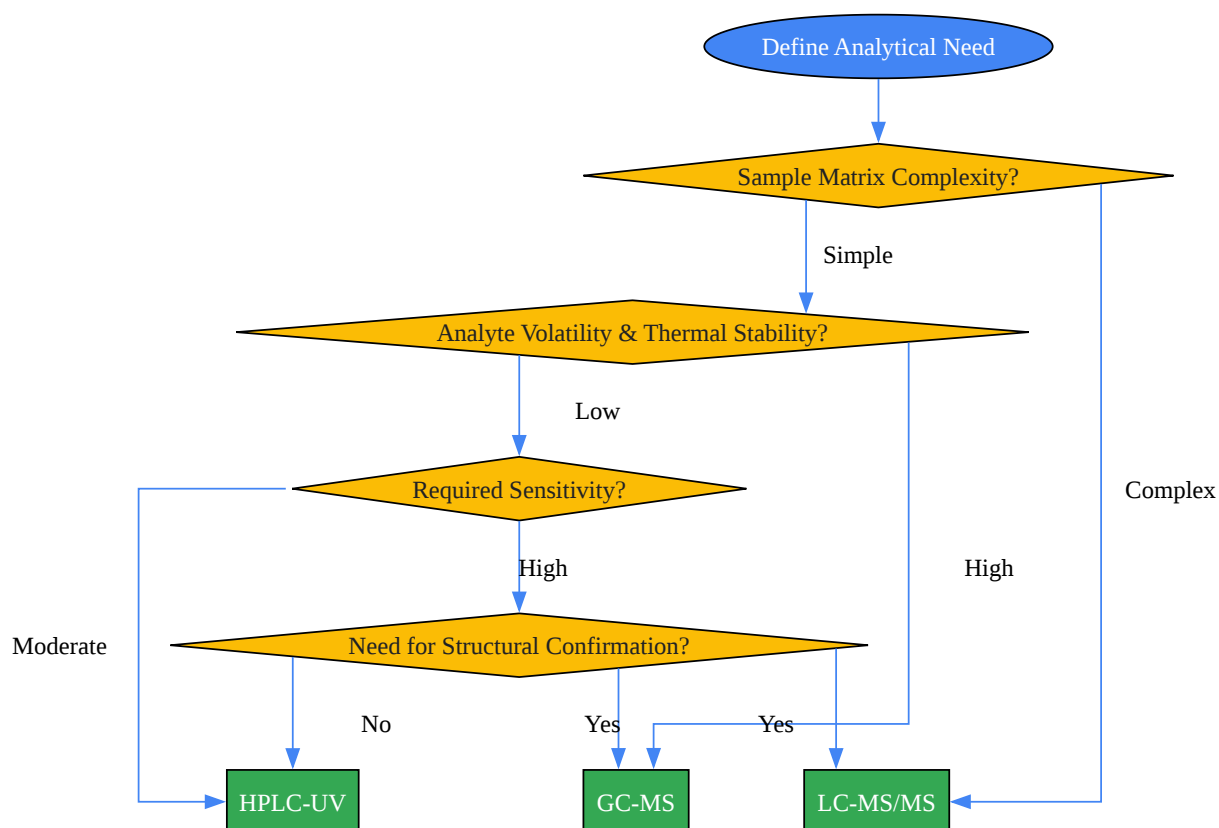 Define Analytical Need
Sample Matrix Complexity?
Simple
Analyte Volatility & Thermal Stability?
Low
Required Sensitivity?
Complex
High
High
Moderate
Need for Structural Confirmation?
No
Yes
Yes
HPLC-UV
GC-MS
LC-MS/MS